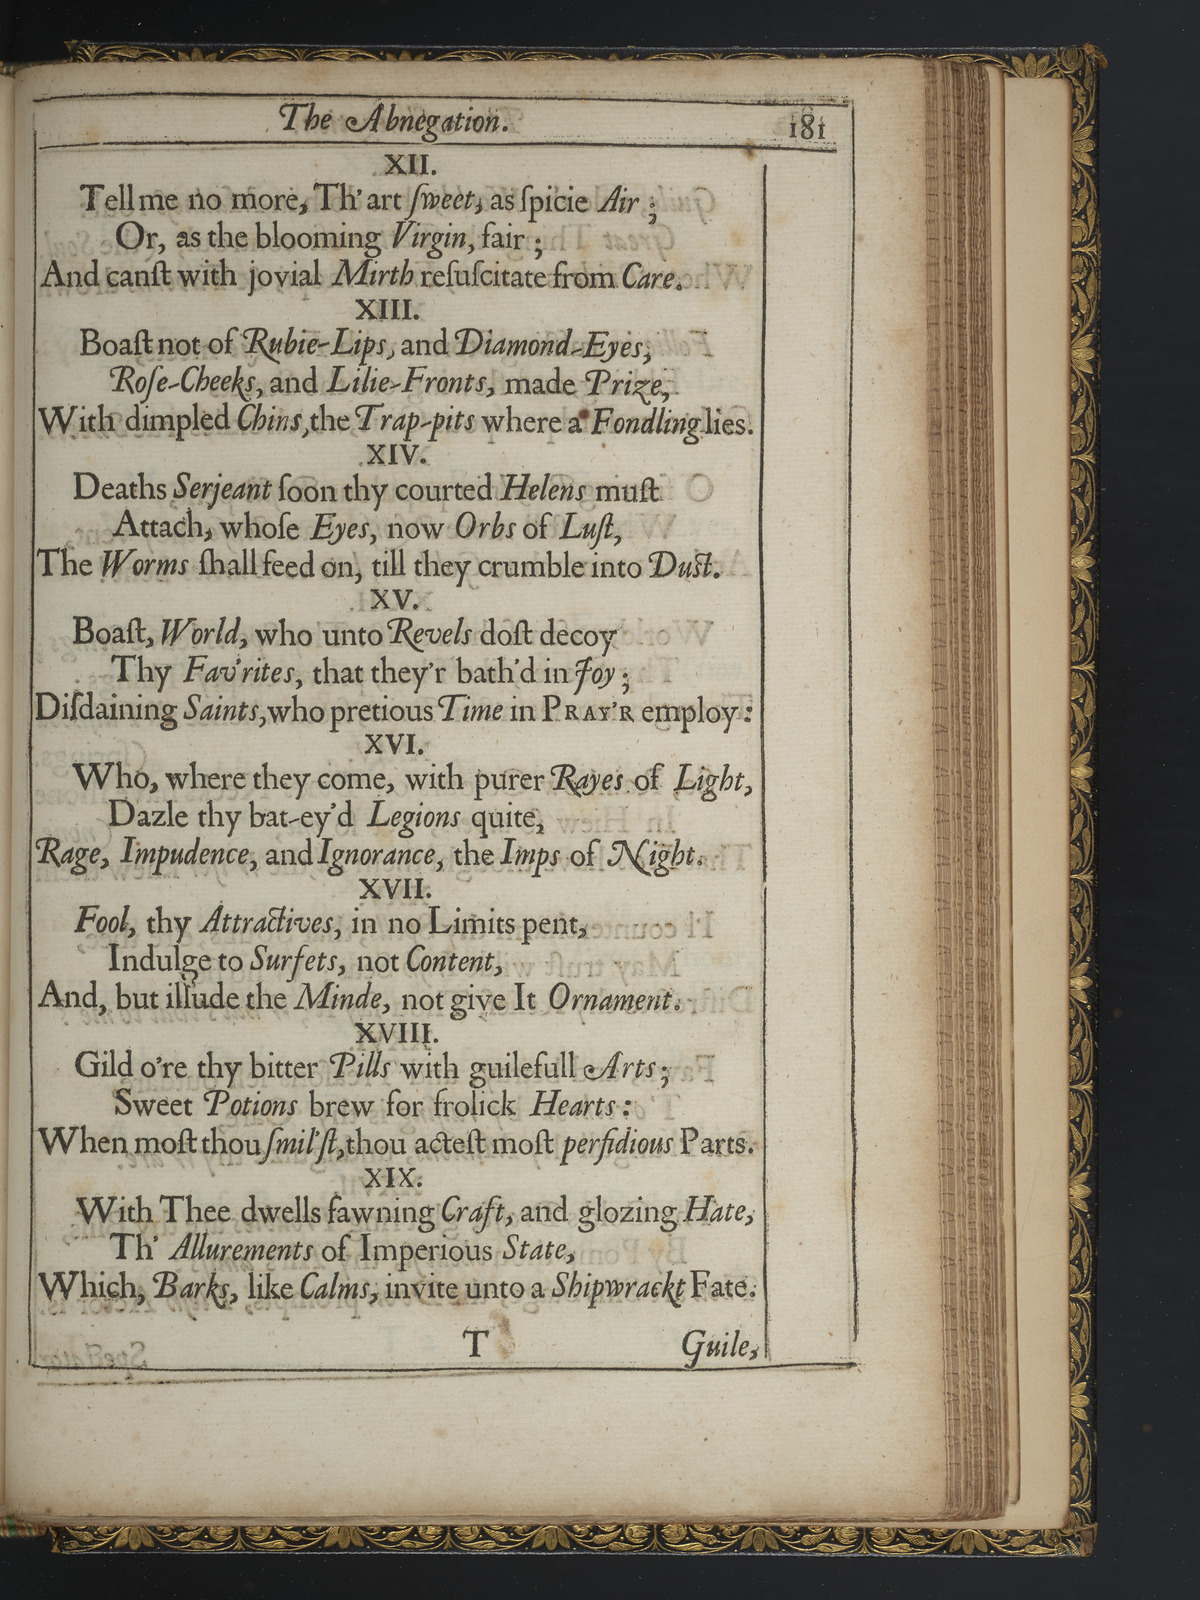 The Abnegation. 181
XII.
Tell me no more, Th' art ſweet, as ſpicie Air ;
Or, as the blooming Virgin, fair ;
And canſt with jovial Mirth reſuſcitate from Care.
XIII.
Boaſt not of Rubie-Lips, and Diamond-Eyes,
Roſe-Cheeks, and Lilie-Fronts, made Prize,
With dimpled Chins, the Trap-pits where a Fondling lies.
XIV.
Deaths Serjeant ſoon thy courted Helens muſt
Attach, whoſe Eyes, now Orbs of Luſt,
The Worms ſhall feed on, till they crumble into Duſt.
XV.
Boaſt, World, who unto Revels doſt decoy
Thy Fav'rites, that they'r bath'd in Joy ;
Diſdaining Saints, who pretious Time in PRAY'R employ :
XVI.
Who, where they come, with purer Rayes of Light,
Dazle thy bat-ey'd Legions quite,
Rage, Impudence, and Ignorance, the Imps of Night.
XVII.
Fool, thy Attractives, in no Limits pent,
Indulge to Surfets, not Content,
And, but illude the Minde, not give It Ornament.
XVIII.
Gild o're thy bitter Pills with guilefull Arts ;
Sweet Potions brew for frolick Hearts :
When moſt thou ſmil'ſt, thou acteſt moſt perfidious Parts.
XIX.
With Thee dwells fawning Craft, and glozing Hate,
Th' Allurements of Imperious State,
Which, Barks, like Calms, invite unto a Shipwrackt Fate.
T Guile,